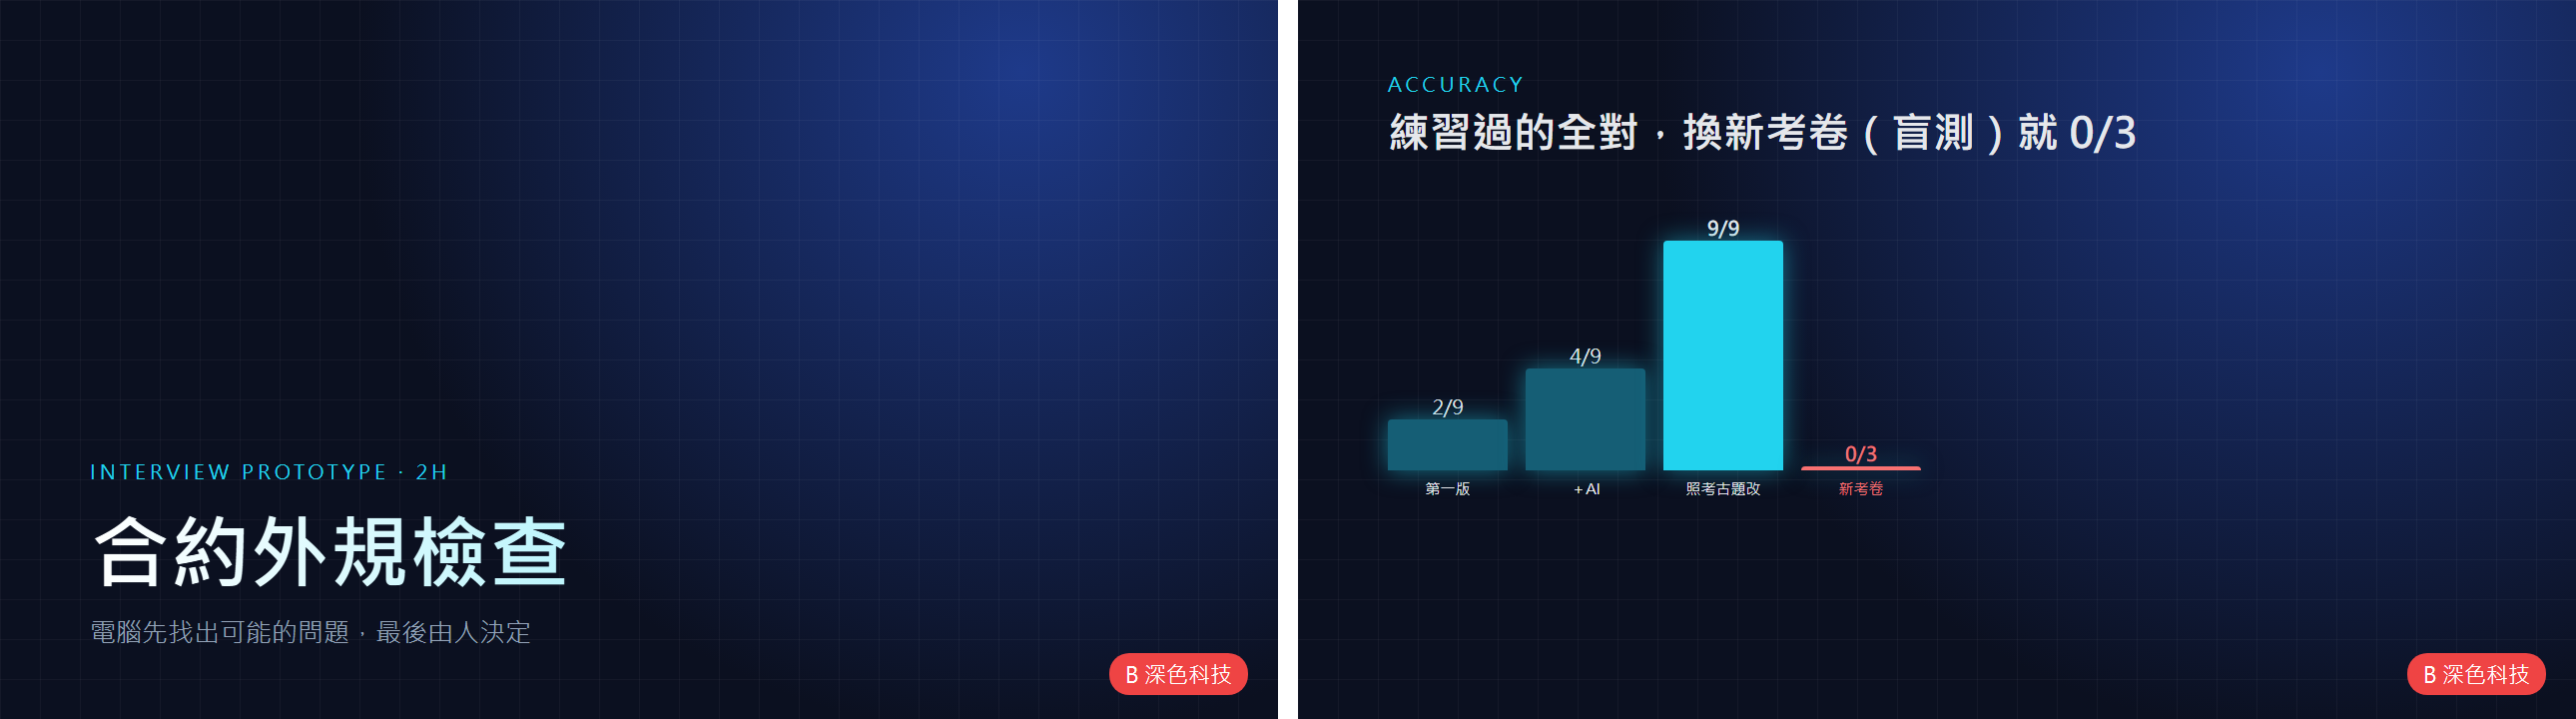 INTERVIEW PROTOTYPE · 2H
合約外規檢查
電腦先找出可能的問題，最後由人決定
B 深色科技
ACCURACY
練習過的全對，換新考卷（盲測）就 0/3
9/9
4/9
2/9
0/3
第一版
+ AI
照考古題改
新考卷
B 深色科技